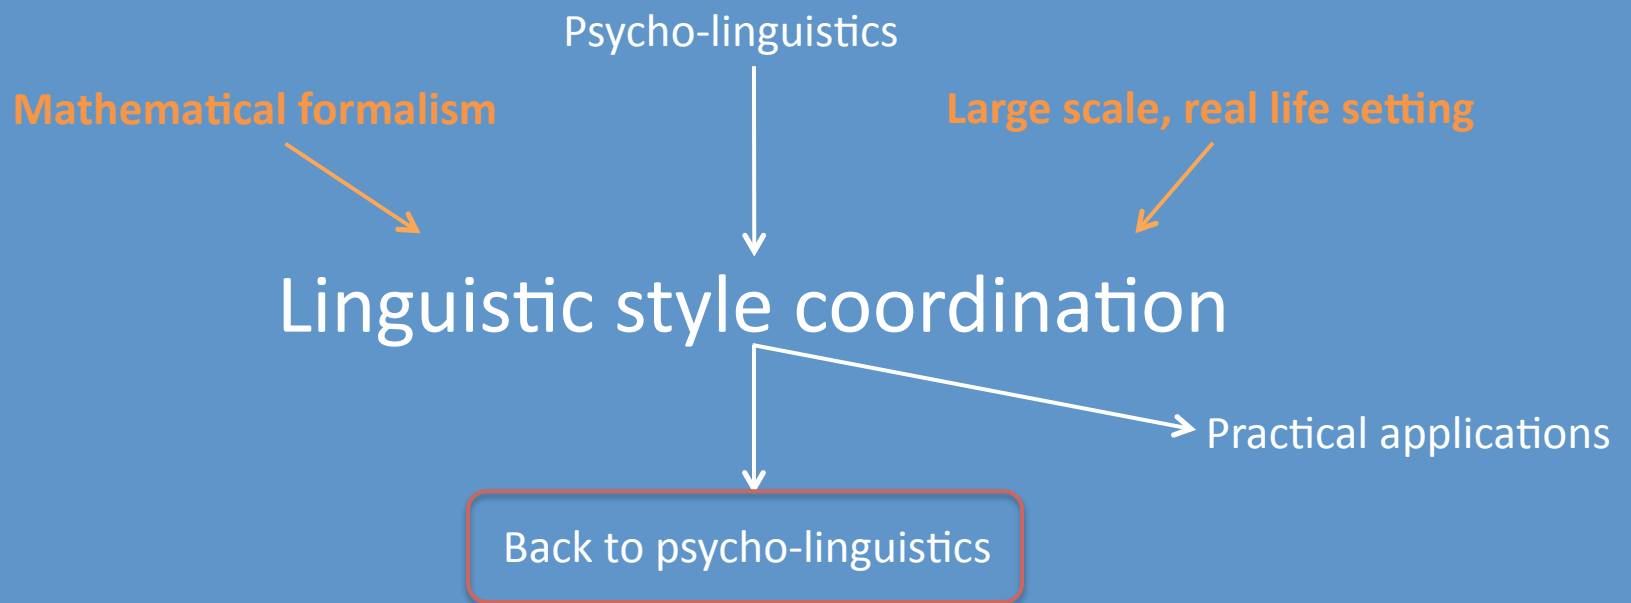 Psycho-linguistics
Mathematical formalism
Large scale, real life setting
Linguistic style coordination
Practical applications
Back to psycho-linguistics